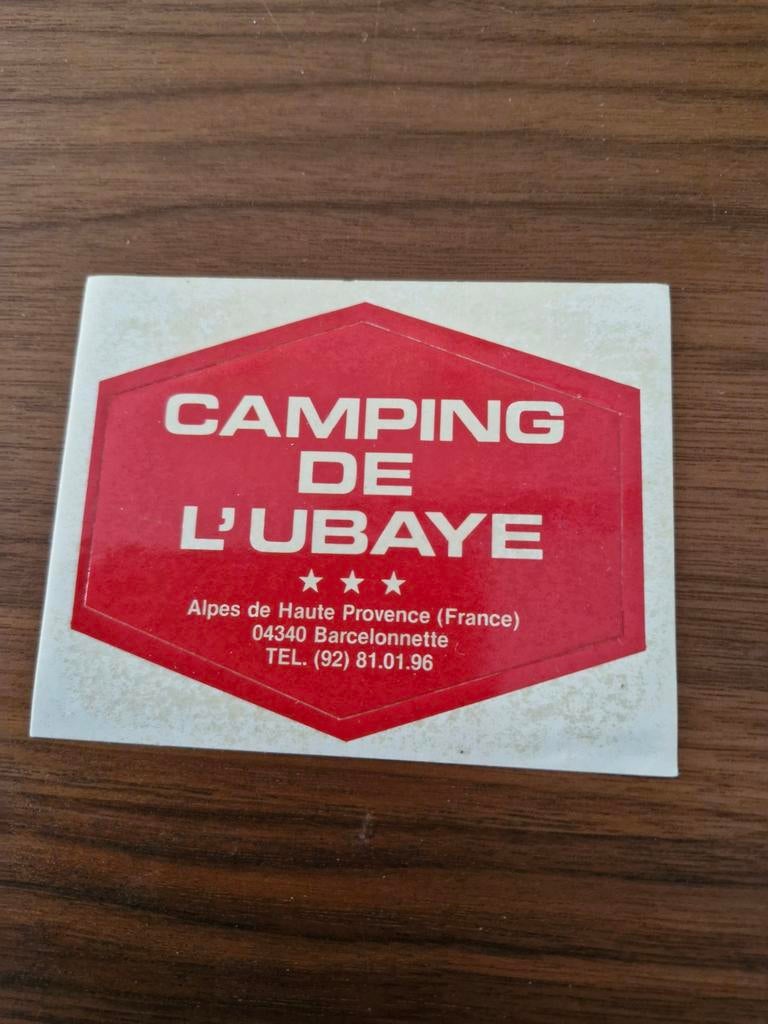 CAMPING
DE
L'UBAYE
★ ★ ★
Alpes de Haute Provence (France)
04340 Barcelonnette
TEL. (92) 81.01.96